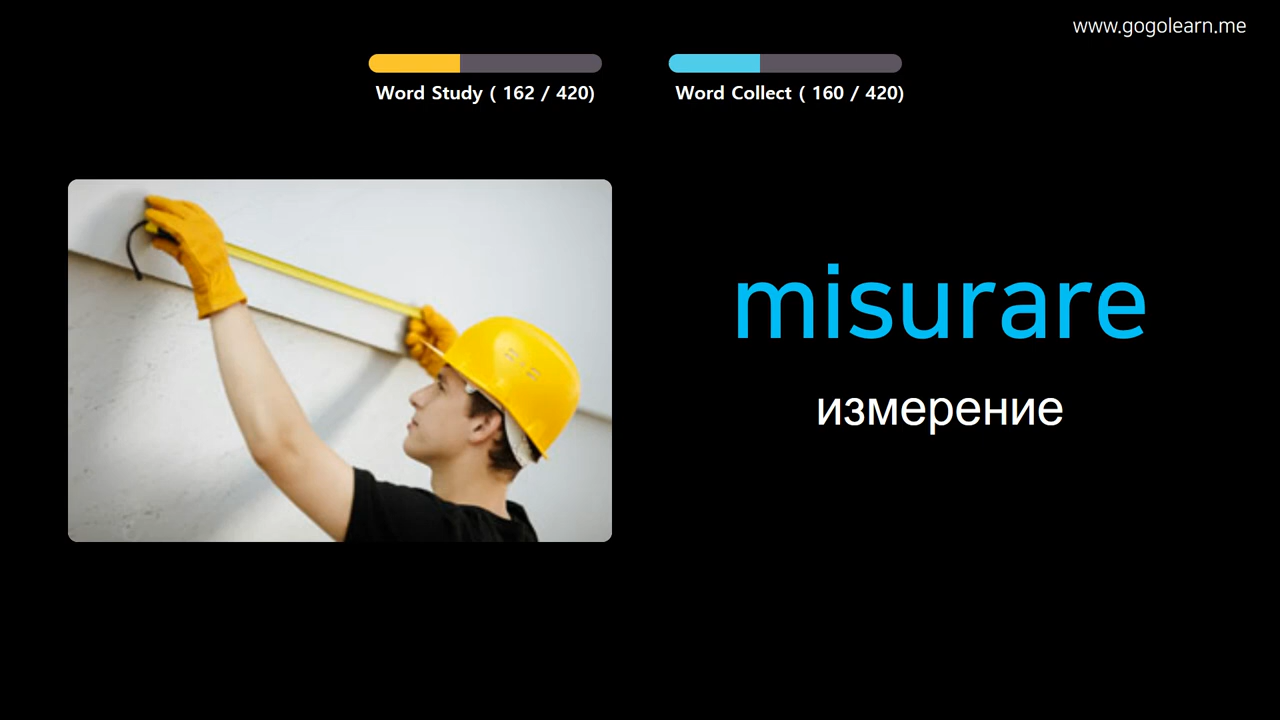 www.gogolearn.me
Word Study ( 162 / 420)
Word Collect ( 160 / 420)
misurare
измерение